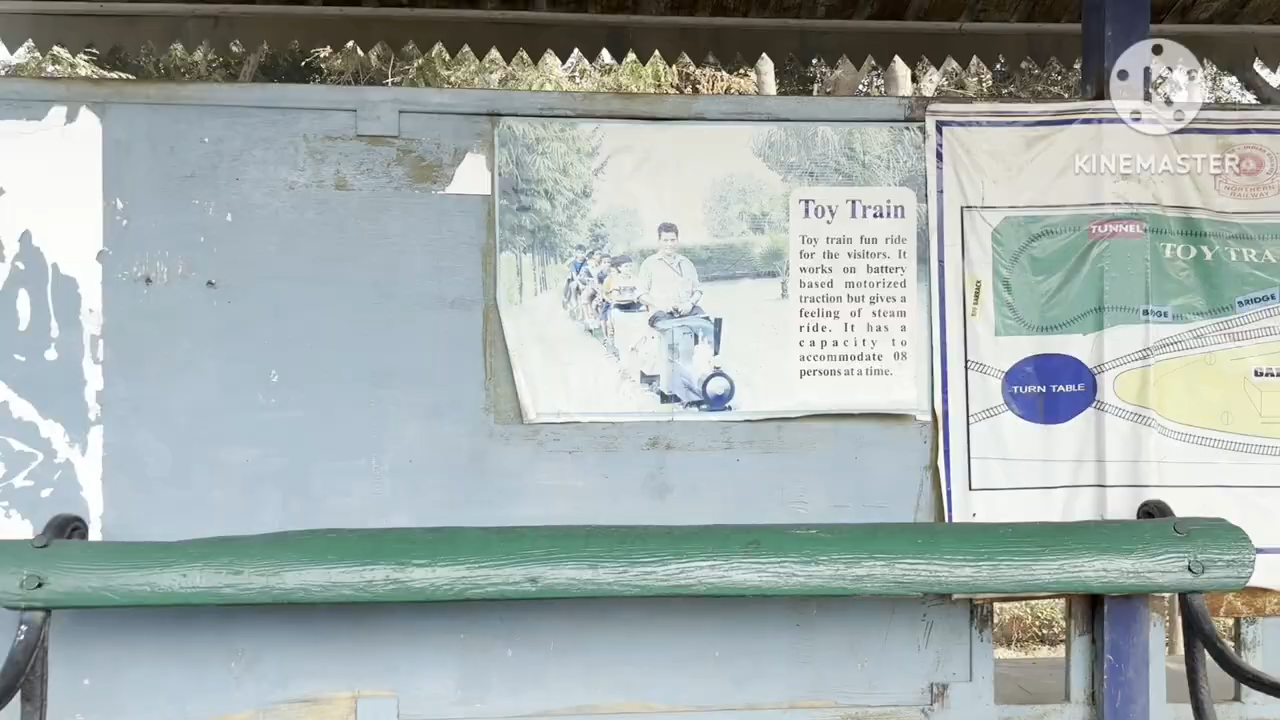 KINEMASTER
Toy Train
Toy train fun ride
for the visitors. It
works on battery
based motorized
traction but gives a
feeling of steam
ride. It has a
capacity to
accommodate 08
persons at a time.
NORTHERN
RAILWAY
TUNNEL
TOY TRA
BRIDGE
TURN TABLE